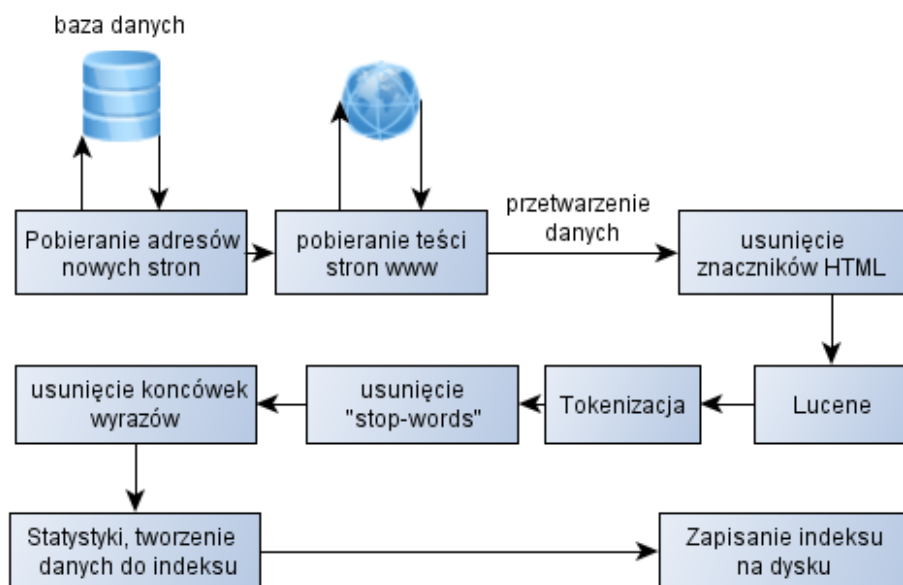 baza danych
Pobieranie adresów
nowych stron
pobieranie teści
stron www
przetwarzenie
danych
usunięcie
znaczników HTML
usunięcie koncówek
wyrazów
usunięcie
"stop-words"
Tokenizacja
Lucene
Statystyki, tworzenie
danych do indeksu
Zapisanie indeksu
na dysku